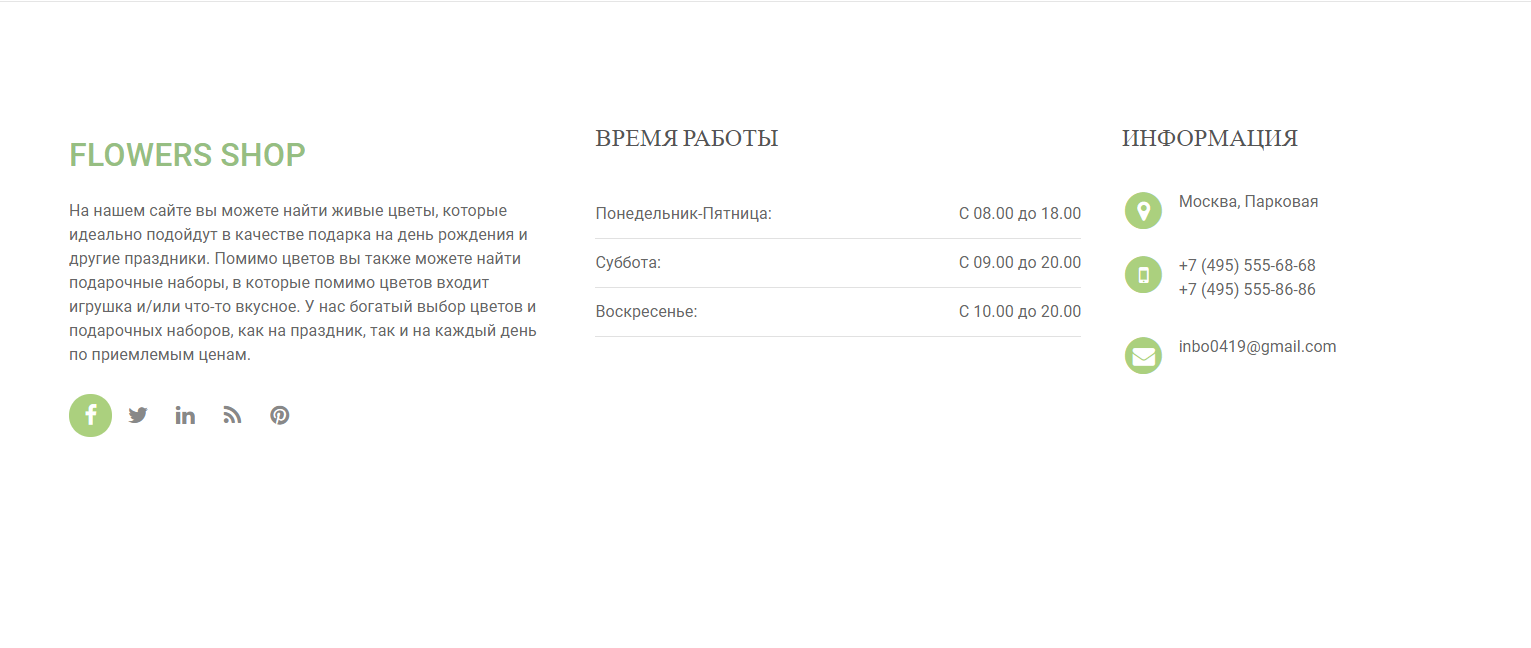 FLOWERS SHOP
На нашем сайте вы можете найти живые цветы, которые
идеально подойдут в качестве подарка на день рождения и
другие праздники. Помимо цветов вы также можете найти
подарочные наборы, в которые помимо цветов входит
игрушка и/или что-то вкусное. У нас богатый выбор цветов и
подарочных наборов, как на праздник, так и на каждый день
по приемлемым ценам.
ВРЕМЯ РАБОТЫ
Понедельник-Пятница: С 08.00 до 18.00
Суббота: С 09.00 до 20.00
Воскресенье: С 10.00 до 20.00
ИНФОРМАЦИЯ
Москва, Парковая
+7 (495) 555-68-68
+7 (495) 555-86-86
inbo0419@gmail.com